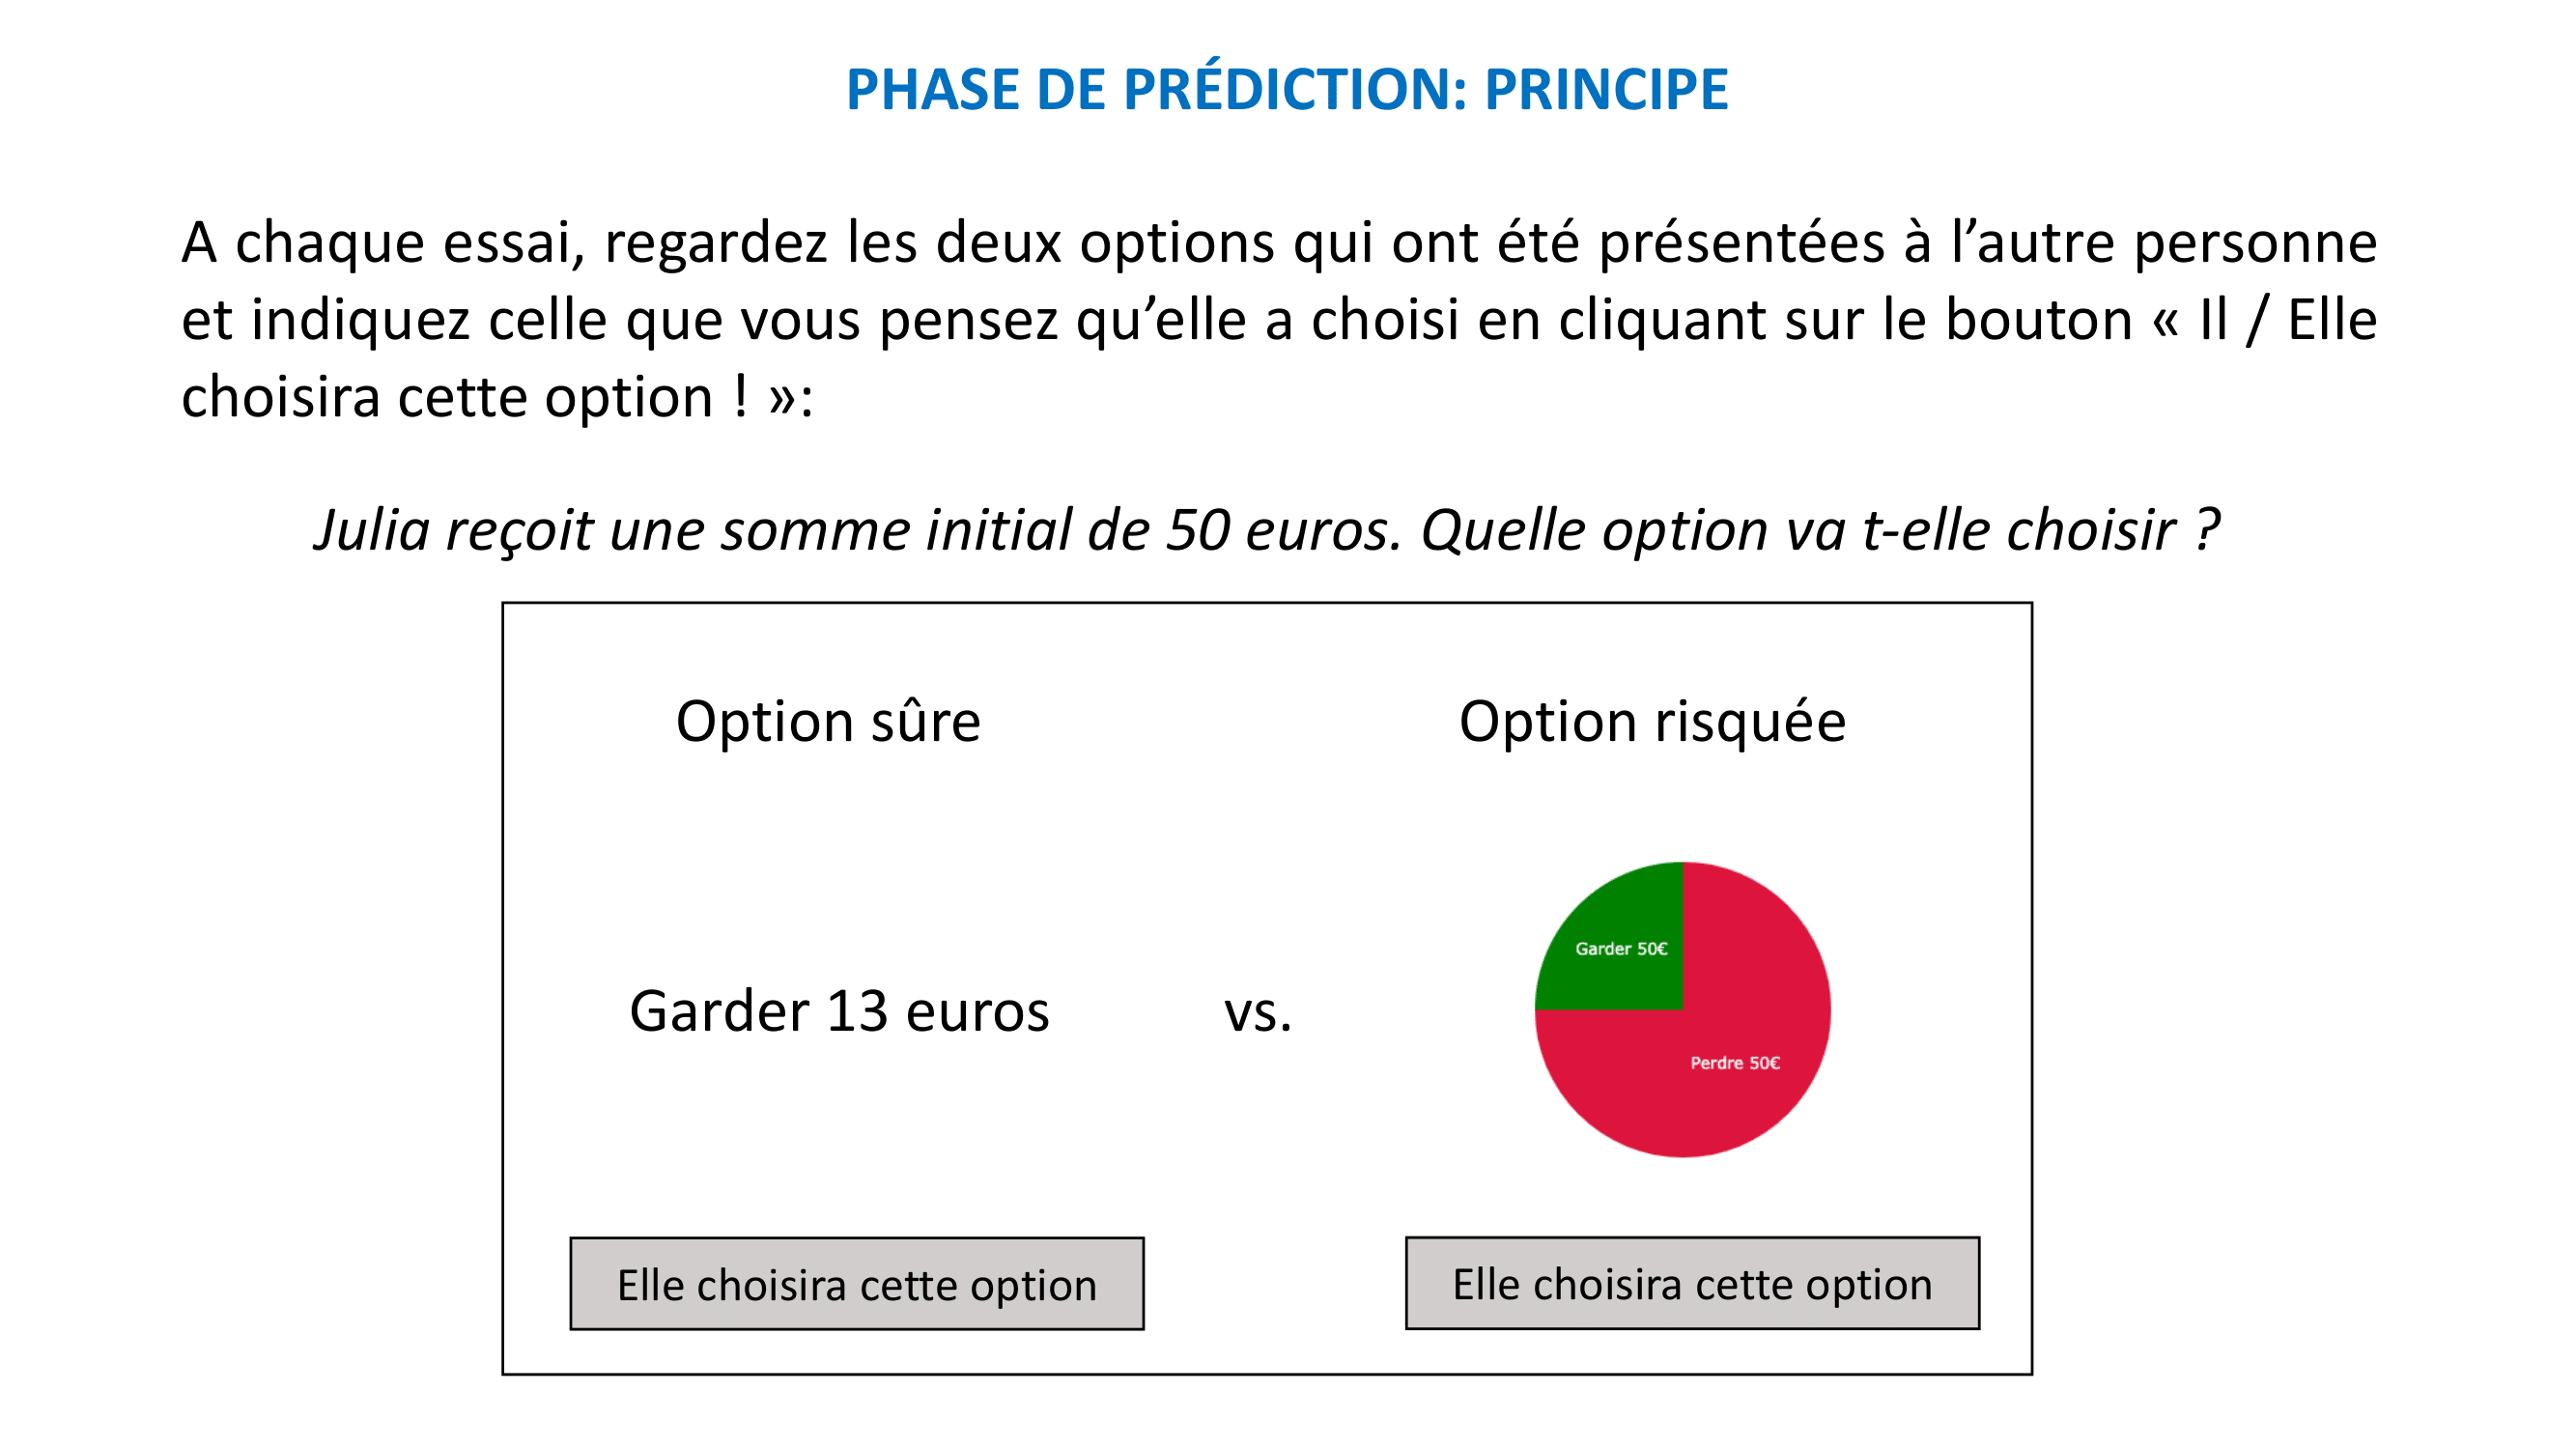 PHASE DE PRÉDICTION: PRINCIPE
A chaque essai, regardez les deux options qui ont été présentées à l’autre personne
et indiquez celle que vous pensez qu’elle a choisi en cliquant sur le bouton « Il / Elle
choisira cette option ! »:
Julia reçoit une somme initial de 50 euros. Quelle option va t-elle choisir ?
Option sûre
Option risquée
Garder 13 euros
vs.
Garder 50€
Perdre 50€
Elle choisira cette option
Elle choisira cette option